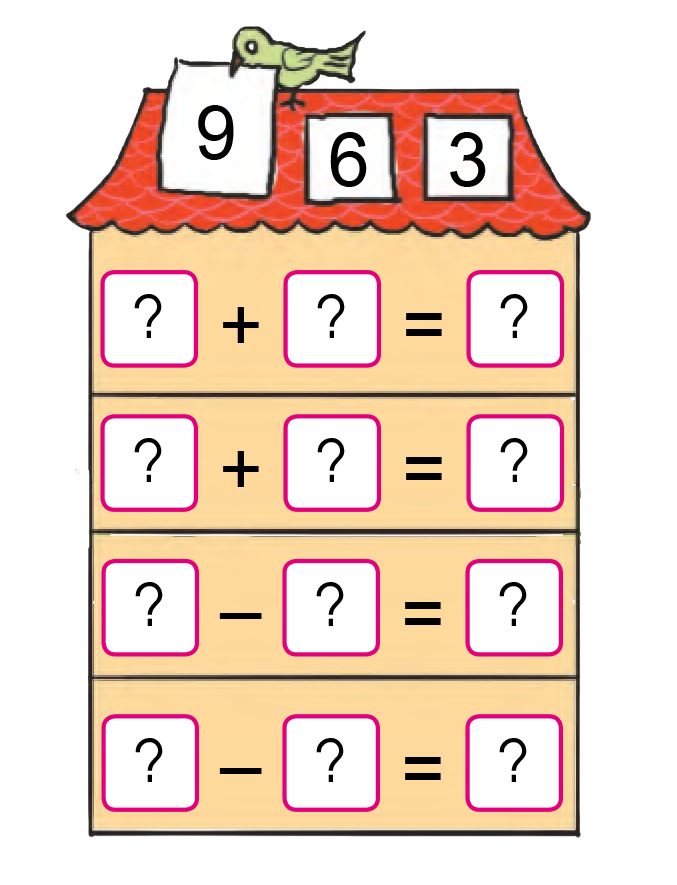 9 6 3
? + ? = ?
? + ? = ?
? – ? = ?
? – ? = ?